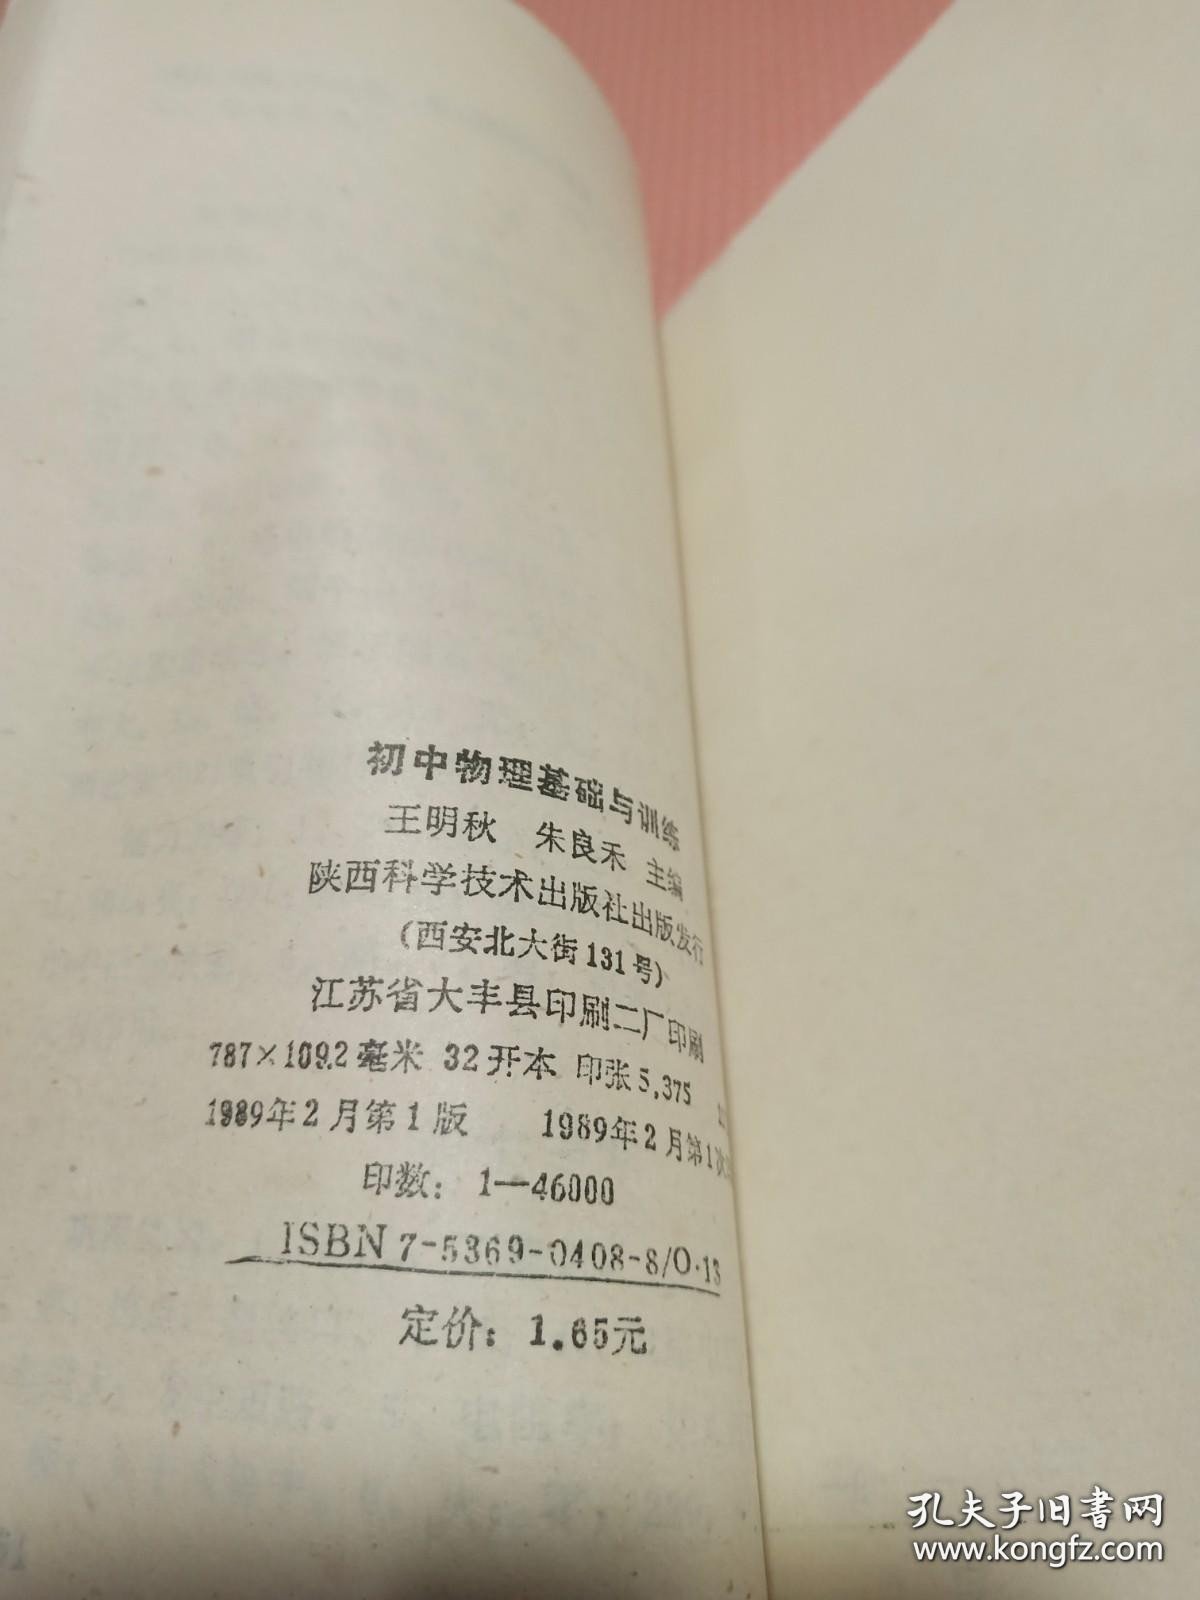 初中物理基础与训练
王明秋 朱良禾 主编
陕西科学技术出版社出版发行
(西安北大街131号)
江苏省大丰县印刷二厂印刷
787×1092毫米 32开本 印张5,375
1989年2月第1版 1989年2月第1次
印数：1—46000
ISBN 7-5369-0408-8/O·13
定价：1.65元
孔夫子旧书网
www.kongfz.com